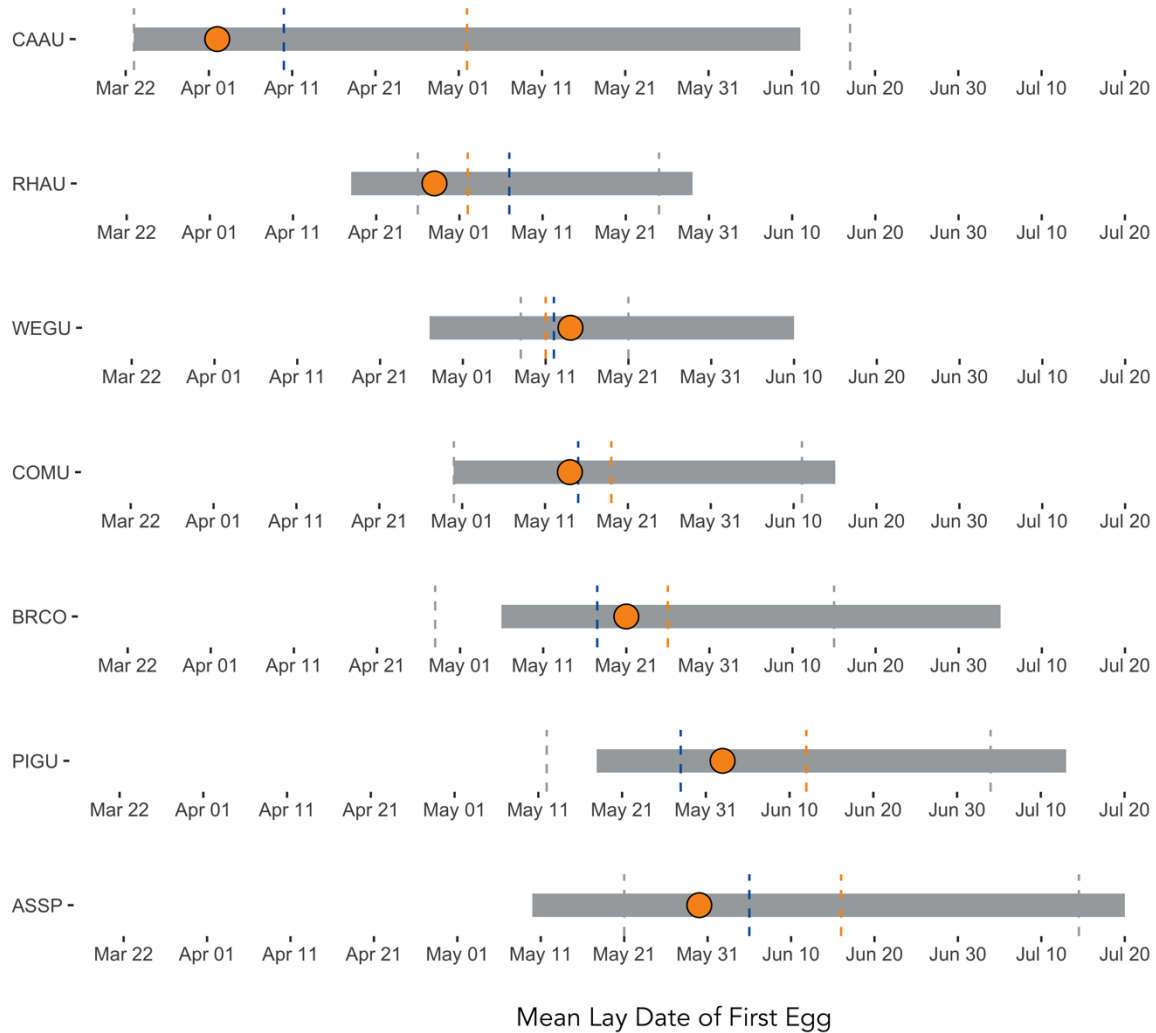 CAAU
Mar 22 Apr 01 Apr 11 Apr 21 May 01 May 11 May 21 May 31 Jun 10 Jun 20 Jun 30 Jul 10 Jul 20
RHAU
Mar 22 Apr 01 Apr 11 Apr 21 May 01 May 11 May 21 May 31 Jun 10 Jun 20 Jun 30 Jul 10 Jul 20
WEGU
Mar 22 Apr 01 Apr 11 Apr 21 May 01 May 11 May 21 May 31 Jun 10 Jun 20 Jun 30 Jul 10 Jul 20
COMU
Mar 22 Apr 01 Apr 11 Apr 21 May 01 May 11 May 21 May 31 Jun 10 Jun 20 Jun 30 Jul 10 Jul 20
BRCO
Mar 22 Apr 01 Apr 11 Apr 21 May 01 May 11 May 21 May 31 Jun 10 Jun 20 Jun 30 Jul 10 Jul 20
PIGU
Mar 22 Apr 01 Apr 11 Apr 21 May 01 May 11 May 21 May 31 Jun 10 Jun 20 Jun 30 Jul 10 Jul 20
ASSP
Mar 22 Apr 01 Apr 11 Apr 21 May 01 May 11 May 21 May 31 Jun 10 Jun 20 Jun 30 Jul 10 Jul 20
Mean Lay Date of First Egg